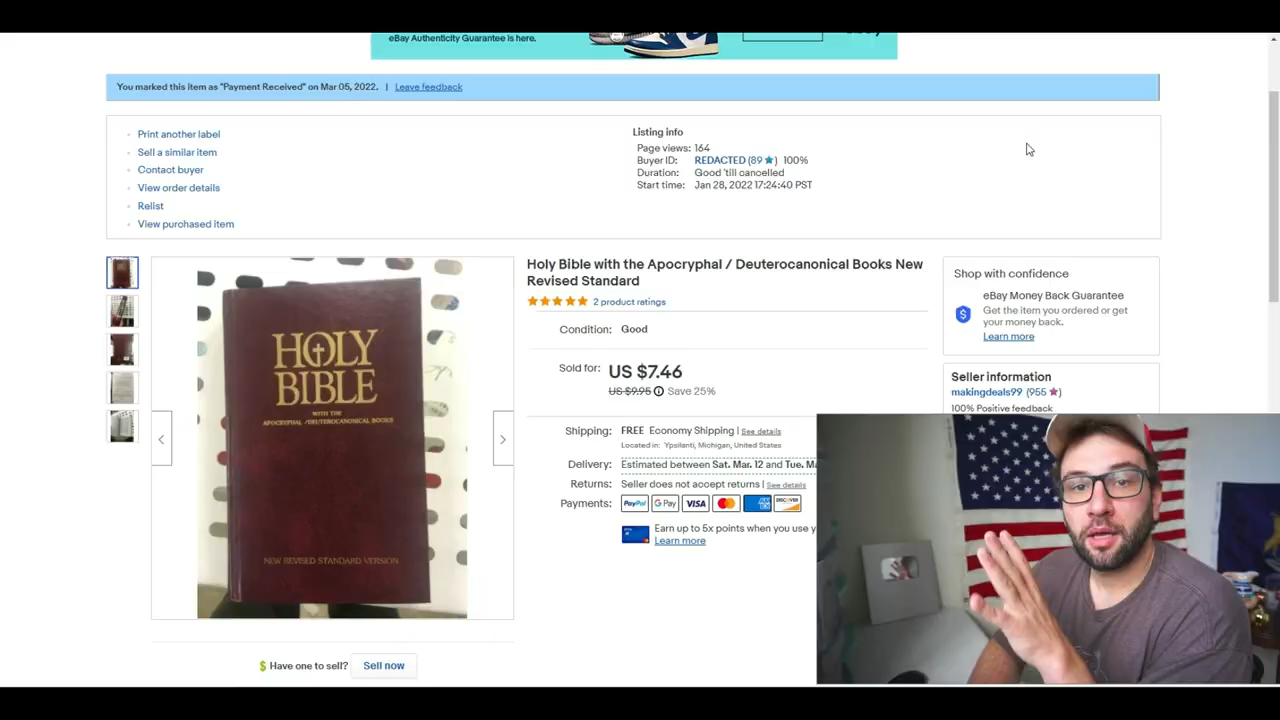 eBay Authenticity Guarantee is here.
You marked this item as "Payment Received" on Mar 05, 2022. | Leave feedback
Print another label
Sell a similar item
Contact buyer
View order details
Relist
View purchased item
Listing info
Page views: 164
Buyer ID: REDACTED (89 ) 100%
Duration: Good 'till cancelled
Start time: Jan 28, 2022 17:24:40 PST
HOLY
BIBLE
WITH THE
APOCRYPHAL / DEUTEROCANONICAL BOOKS
NEW REVISED STANDARD VERSION
Holy Bible with the Apocryphal / Deuterocanonical Books New
Revised Standard
2 product ratings
Condition: Good
Sold for: US $7.46
US $9.95 Save 25%
Shipping: FREE Economy Shipping | See details
Located in: Ypsilanti, Michigan, United States
Delivery: Estimated between Sat. Mar. 12 and Tue.
Returns: Seller does not accept returns | See details
Payments: PayPal G Pay VISA DISCOVER
Earn up to 5x points when you use
Learn more
Shop with confidence
eBay Money Back Guarantee
Get the item you ordered or get
your money back.
Learn more
Seller information
makingdeals99 (955 )
100% Positive feedback
$ Have one to sell? Sell now